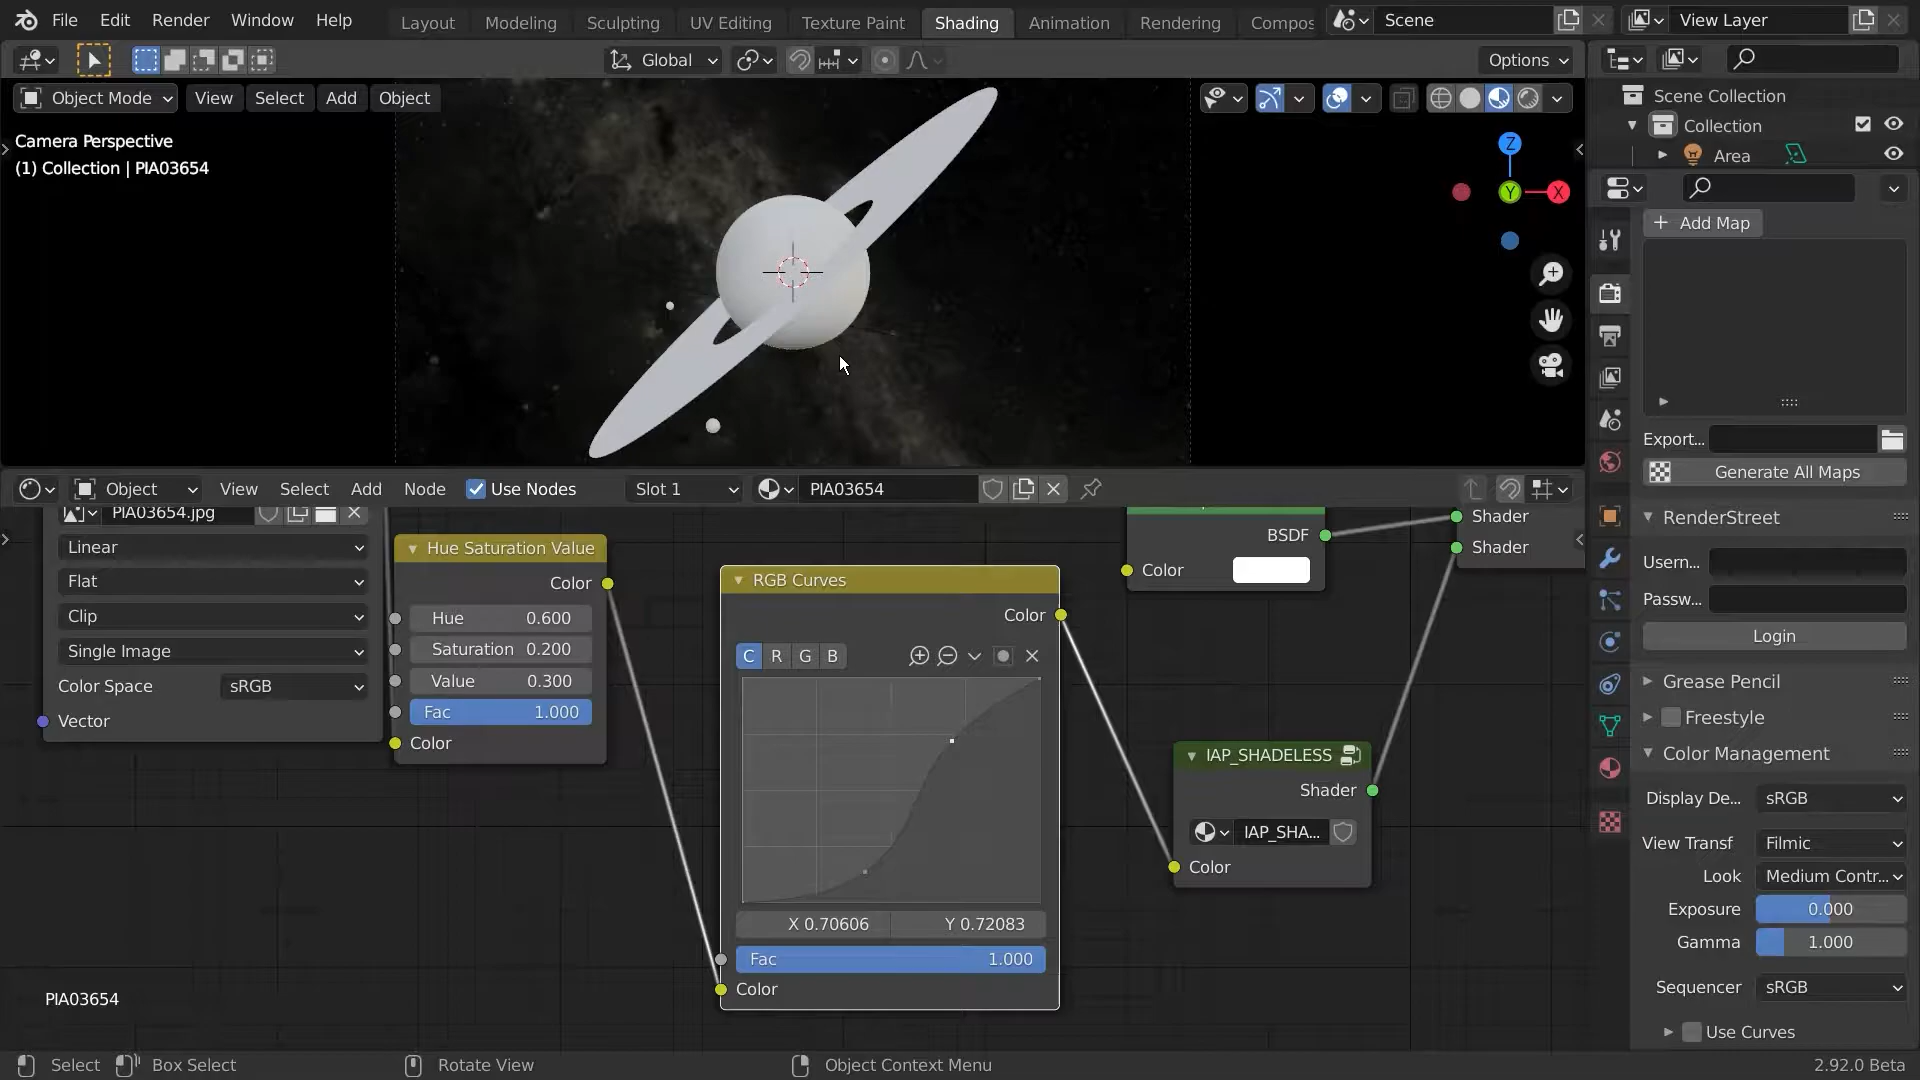 File Edit Render Window Help
Layout Modeling Sculpting UV Editing Texture Paint Shading Animation Rendering Compos
Scene
View Layer
Global
Options
Object Mode View Select Add Object
Camera Perspective
(1) Collection | PIA03654
Z
Y
X
Scene Collection
Collection
Area
+ Add Map
Export...
Generate All Maps
RenderStreet
Usern...
Passw...
Login
Grease Pencil
Freestyle
Color Management
Display De... sRGB
View Transf Filmic
Look Medium Contr...
Exposure 0.000
Gamma 1.000
Sequencer sRGB
Use Curves
Object View Select Add Node Use Nodes Slot 1 PIA03654
PIA03654.jpg
Linear
Flat
Clip
Single Image
Color Space sRGB
Vector
Hue Saturation Value
Color
Hue 0.600
Saturation 0.200
Value 0.300
Fac 1.000
Color
RGB Curves
Color
C R G B
X 0.70606 Y 0.72083
Fac 1.000
Color
BSDF
Color
Shader
Shader
IAP_SHADELESS
Shader
IAP_SHA...
Color
PIA03654
Select Box Select Rotate View Object Context Menu 2.92.0 Beta